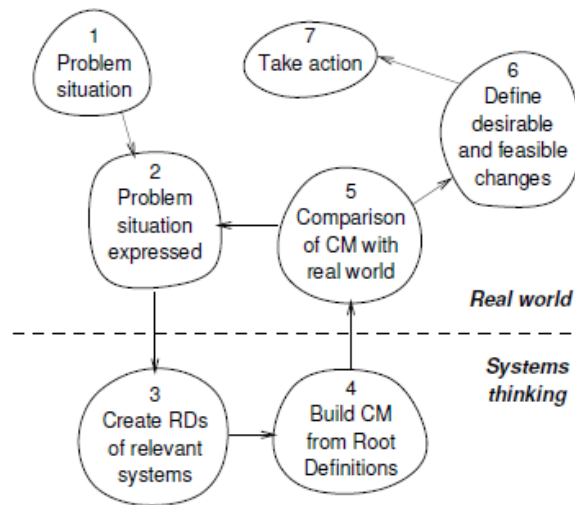 1
Problem
situation
2
Problem
situation
expressed
3
Create RDs
of relevant
systems
4
Build CM
from Root
Definitions
5
Comparison
of CM with
real world
6
Define
desirable
and feasible
changes
7
Take action
Real world
Systems
thinking